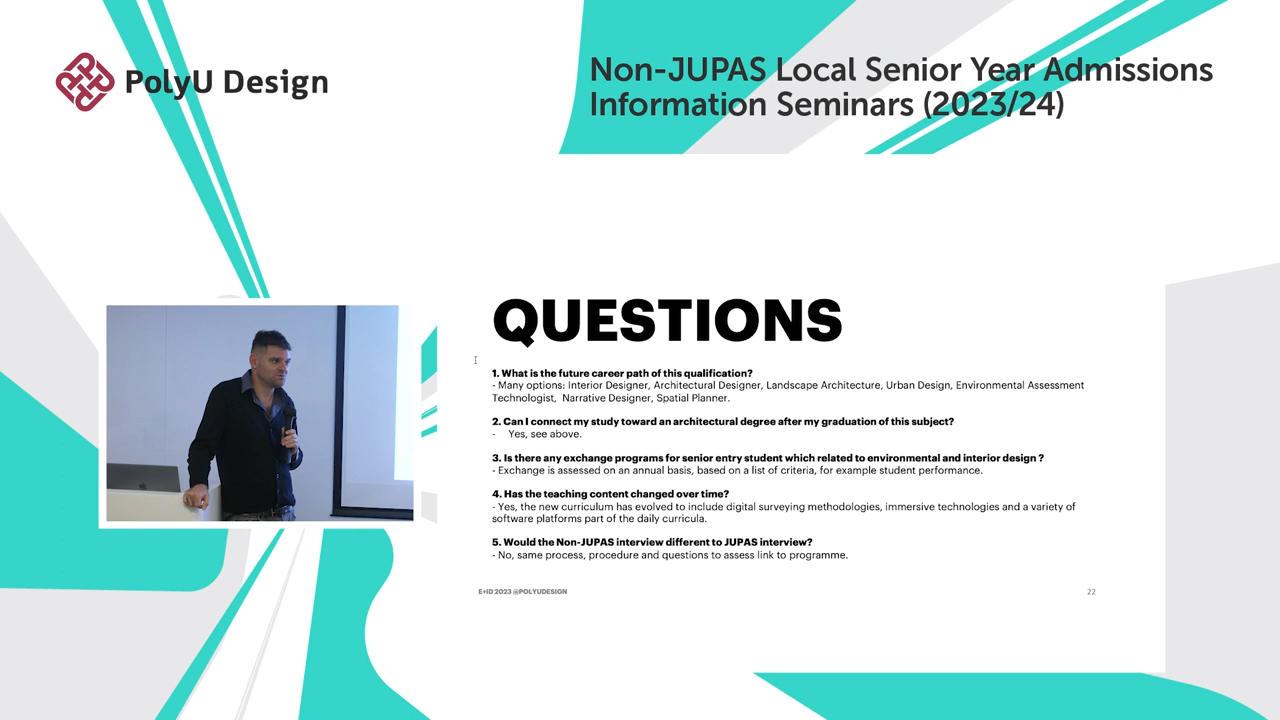 PolyU Design
Non-JUPAS Local Senior Year Admissions
Information Seminars (2023/24)
QUESTIONS
1. What is the future career path of this qualification?
- Many options: Interior Designer, Architectural Designer, Landscape Architecture, Urban Design, Environmental Assessment
Technologist, Narrative Designer, Spatial Planner.
2. Can I connect my study toward an architectural degree after my graduation of this subject?
- Yes, see above.
3. Is there any exchange programs for senior entry student which related to environmental and interior design ?
- Exchange is assessed on an annual basis, based on a list of criteria, for example student performance.
4. Has the teaching content changed over time?
- Yes, the new curriculum has evolved to include digital surveying methodologies, immersive technologies and a variety of
software platforms part of the daily curricula.
5. Would the Non-JUPAS interview different to JUPAS interview?
- No, same process, procedure and questions to assess link to programme.
E+ID 2023 @POLYUDESIGN
22